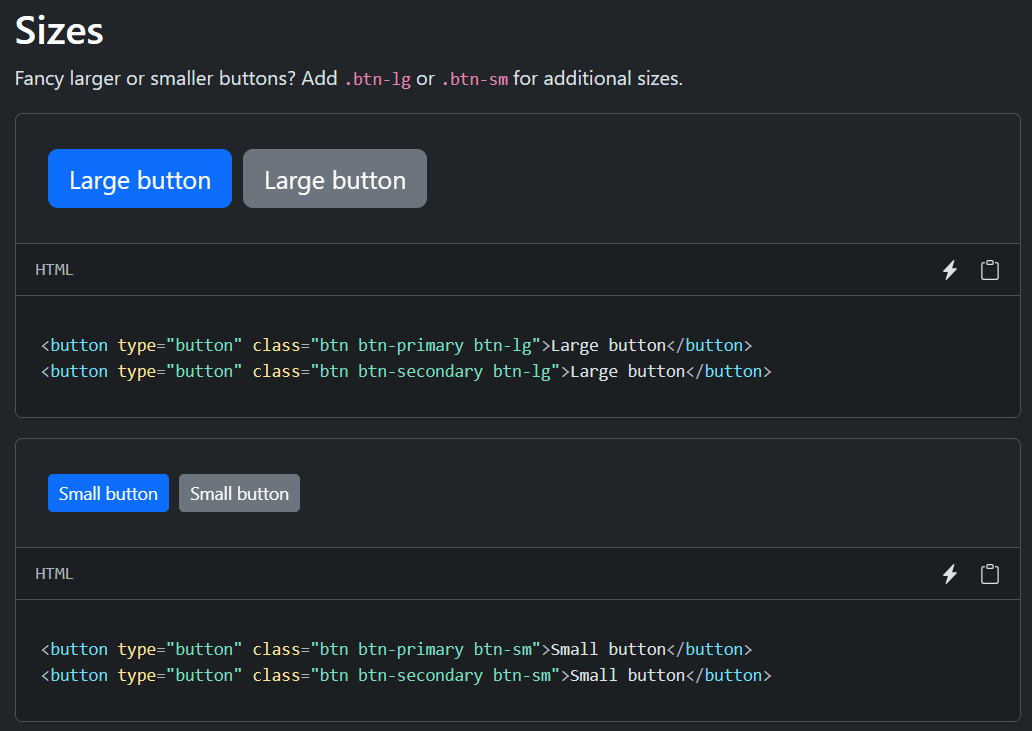 Sizes
Fancy larger or smaller buttons? Add .btn-lg or .btn-sm for additional sizes.
Large button Large button
HTML
<button type="button" class="btn btn-primary btn-lg">Large button</button>
<button type="button" class="btn btn-secondary btn-lg">Large button</button>
Small button Small button
HTML
<button type="button" class="btn btn-primary btn-sm">Small button</button>
<button type="button" class="btn btn-secondary btn-sm">Small button</button>